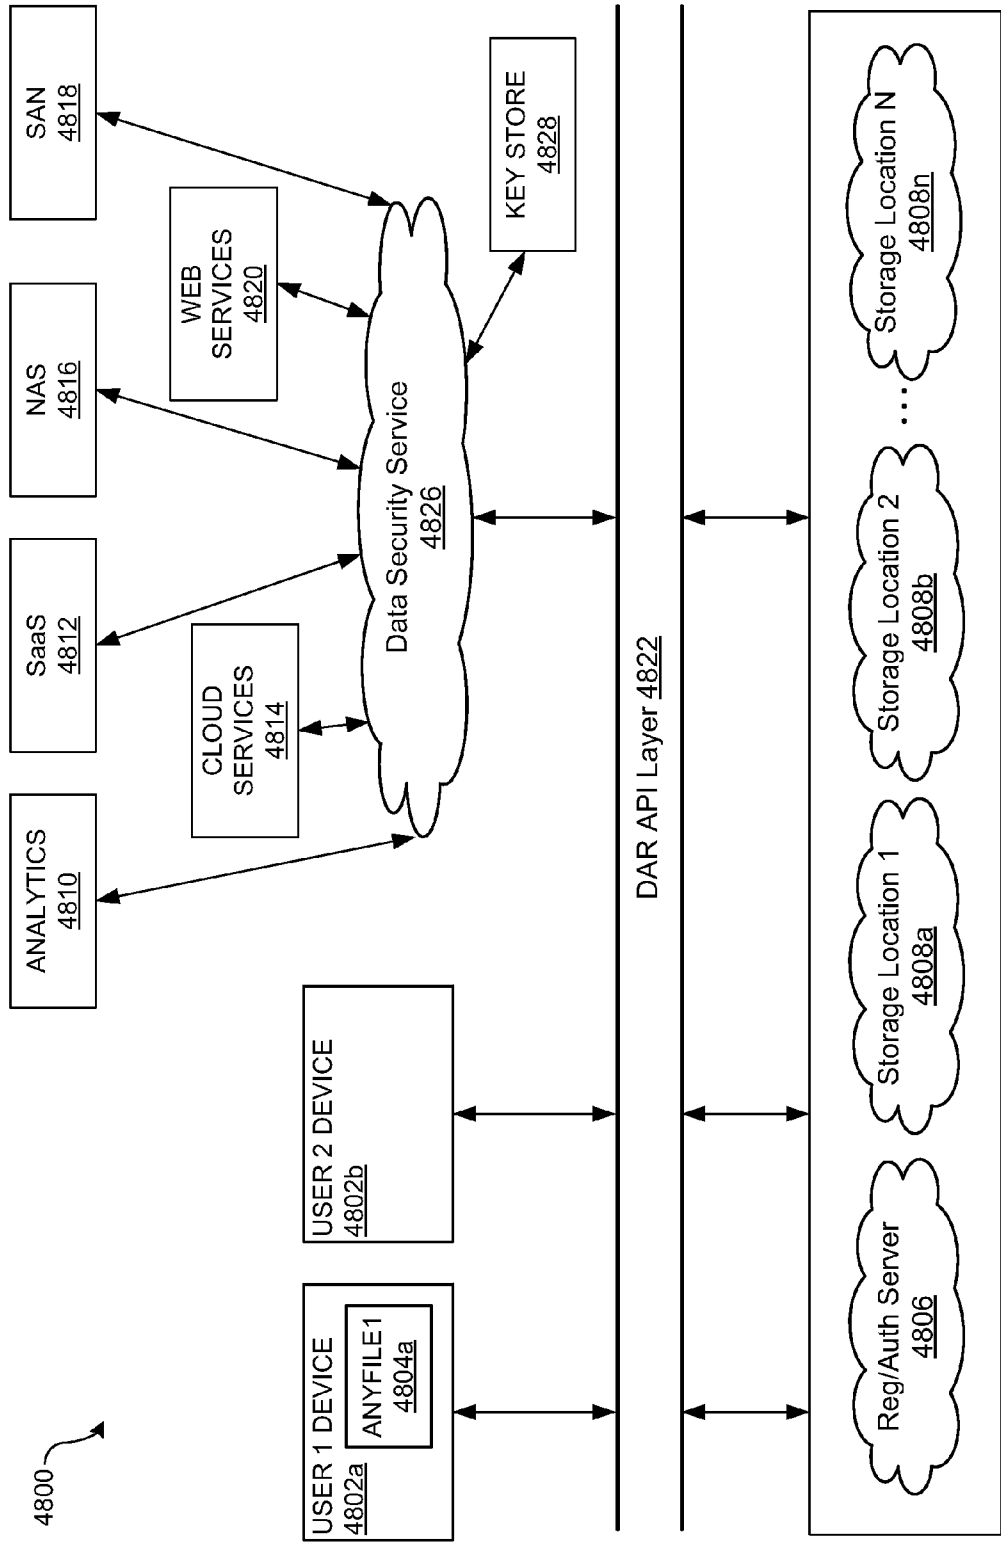 4800
USER 1 DEVICE
4802a
ANYFILE1
4804a
USER 2 DEVICE
4802b
ANALYTICS
4810
SaaS
4812
NAS
4816
SAN
4818
CLOUD
SERVICES
4814
WEB
SERVICES
4820
Data Security Service
4826
KEY STORE
4828
DAR API Layer 4822
Reg/Auth Server
4806
Storage Location 1
4808a
Storage Location 2
4808b
...
Storage Location N
4808n